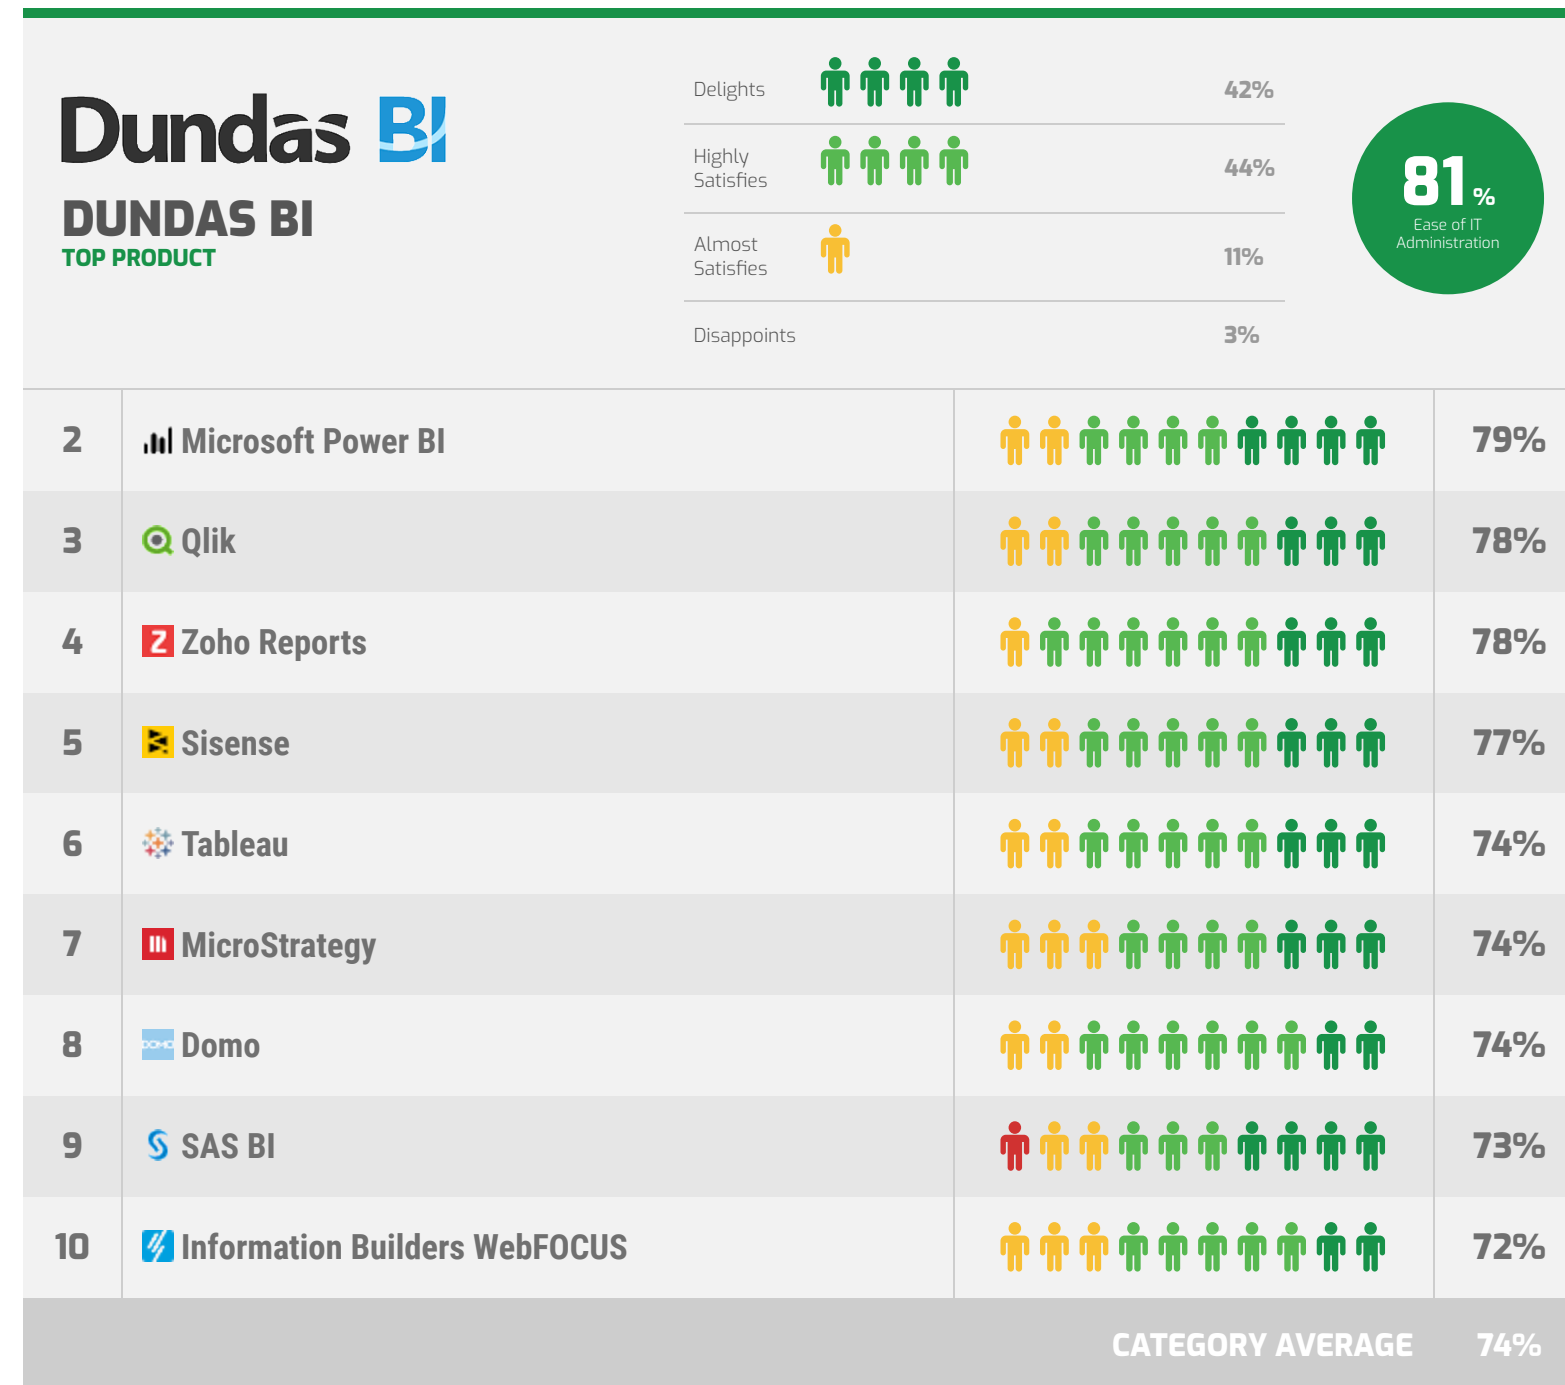 Dundas BI
DUNDAS BI
TOP PRODUCT
Delights 42%
Highly
Satisfies 44%
Almost
Satisfies 11%
Disappoints 3%
81%
Ease of IT
Administration
2 Microsoft Power BI 79%
3 Qlik 78%
4 Z Zoho Reports 78%
5 Sisense 77%
6 Tableau 74%
7 MicroStrategy 74%
8 DOMO Domo 74%
9 SAS BI 73%
10 Information Builders WebFOCUS 72%
CATEGORY AVERAGE 74%